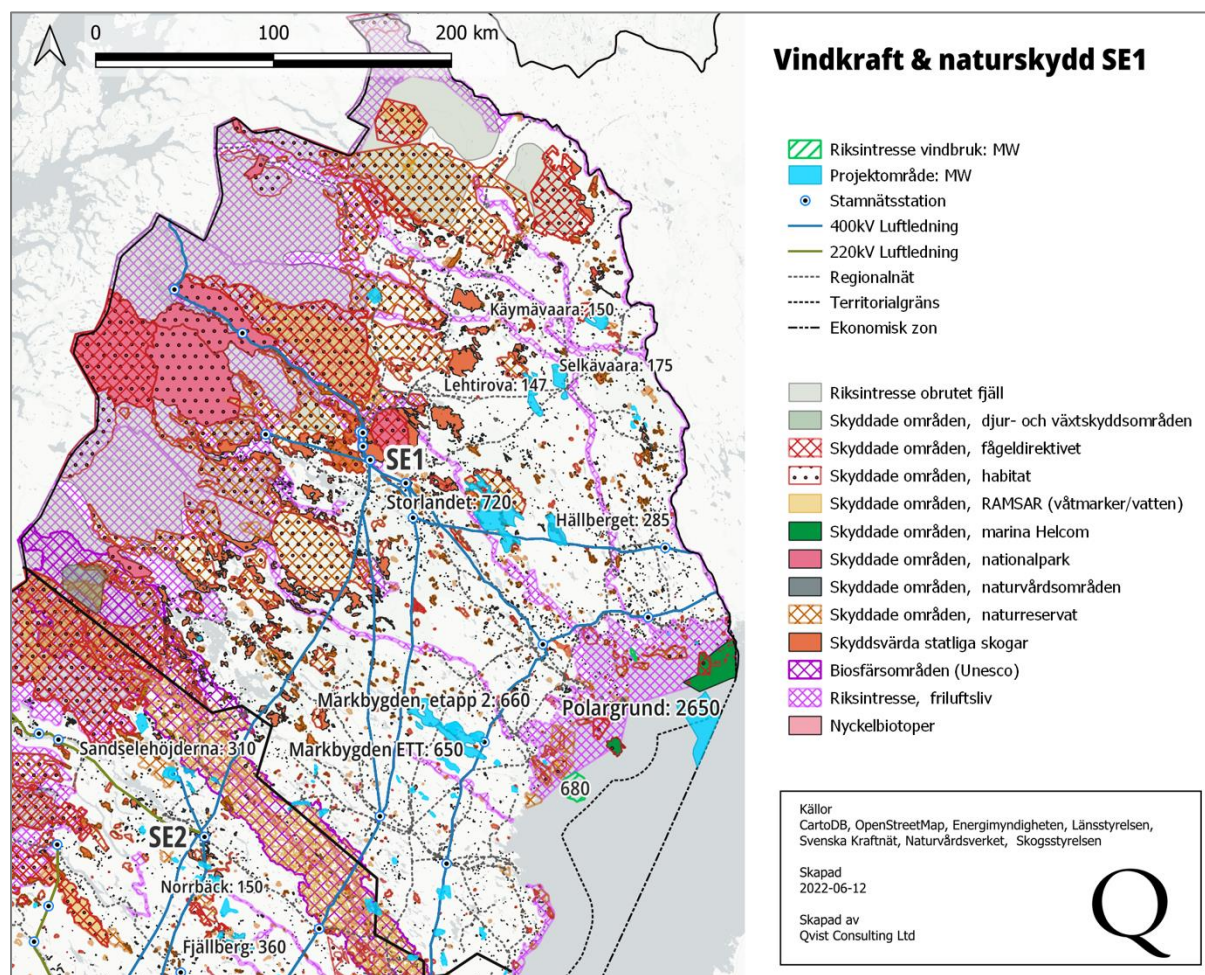 0 100 200 km
Käymävaara: 150
Selkävaara: 175
Lehtirova: 147
SE1
Storlandet: 720
Hällberget: 285
Markbygden, etapp 2: 660
Polargrund: 2650
Sandselehöjderna: 310
Markbygden ETT: 650
680
SE2
Norrbäck: 150
Fjällberg: 360
Vindkraft & naturskydd SE1
Riksintresse vindbruk: MW
Projektområde: MW
Stamnätsstation
400kV Luftledning
220kV Luftledning
Regionalnät
Territorialgräns
Ekonomisk zon
Riksintresse obrutet fjäll
Skyddade områden, djur- och växtskyddsområden
Skyddade områden, fågeldirektivet
Skyddade områden, habitat
Skyddade områden, RAMSAR (våtmarker/vatten)
Skyddade områden, marina Helcom
Skyddade områden, nationalpark
Skyddade områden, naturvårdsområden
Skyddade områden, naturreservat
Skyddsvärda statliga skogar
Biosfärsområden (Unesco)
Riksintresse, friluftsliv
Nyckelbiotoper
Källor
CartoDB, OpenStreetMap, Energimyndigheten, Länsstyrelsen,
Svenska Kraftnät, Naturvårdsverket, Skogsstyrelsen
Skapad
2022-06-12
Skapad av
Qvist Consulting Ltd
Q